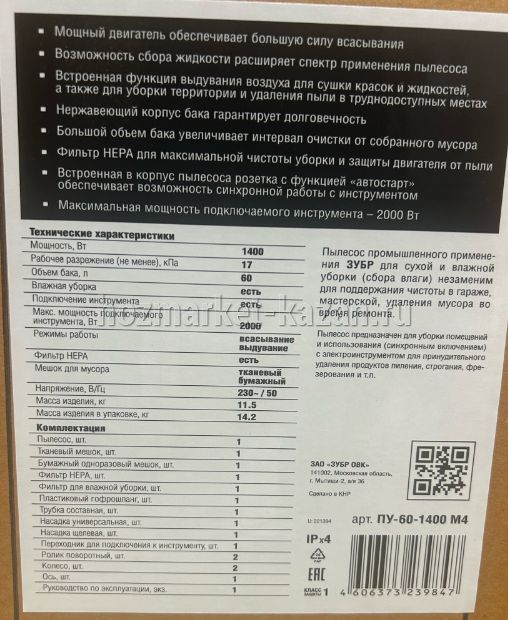 Мощный двигатель обеспечивает большую силу всасывания
Возможность сбора жидкости расширяет спектр применения пылесоса
Встроенная функция выдувания воздуха для сушки красок и жидкостей,
а также для уборки территории и удаления пыли в труднодоступных местах
Нержавеющий корпус бака гарантирует долговечность
Большой объем бака увеличивает интервал очистки от собранного мусора
Фильтр HEPA для максимальной чистоты уборки и защиты двигателя от пыли
Встроенная в корпус пылесоса розетка с функцией «автостарт»
обеспечивает возможность синхронной работы с инструментом
Максимальная мощность подключаемого инструмента – 2000 Вт
Технические характеристики
Мощность, Вт 1400
Рабочее разрежение (не менее), кПа 17
Объем бака, л 60
Влажная уборка есть
Подключение инструмента есть
Макс. мощность подключаемого
инструмента, Вт 2000
Режимы работы всасывание
выдувание
Фильтр HEPA есть
Мешок для мусора тканевый
бумажный
Напряжение, В/Гц 230~ / 50
Масса изделия, кг 11.5
Масса изделия в упаковке, кг 14.2
Комплектация
Пылесос, шт. 1
Тканевый мешок, шт. 1
Бумажный одноразовый мешок, шт. 1
Фильтр HEPA, шт. 1
Фильтр для влажной уборки, шт. 1
Пластиковый гофрошланг, шт. 1
Трубка составная, шт. 1
Насадка универсальная, шт. 1
Насадка щелевая, шт. 1
Переходник для подключения к инструменту, шт. 1
Ролик поворотный, шт. 2
Колесо, шт. 2
Ось, шт. 1
Руководство по эксплуатации, экз. 1
Пылесос промышленного примене-
ния ЗУБР для сухой и влажной
уборки (сбора влаги) незаменим
для поддержания чистоты в гараже,
мастерской, удаления мусора во
время ремонта.
Пылесос предназначен для уборки помещений
и использования (синхронным включением)
с электроинструментом для принудительного
удаления продуктов пиления, строгания, фре-
зерования и т.п.
hozmarket-kazan.ru
ЗАО «ЗУБР ОВК»
141002, Московская область,
г. Мытищи-2, а/я 36
Сделано в КНР
арт. ПУ-60-1400 М4
IPx4
PAP
EAC
КЛАСС
ЗАЩИТЫ 1
4 606373 239847